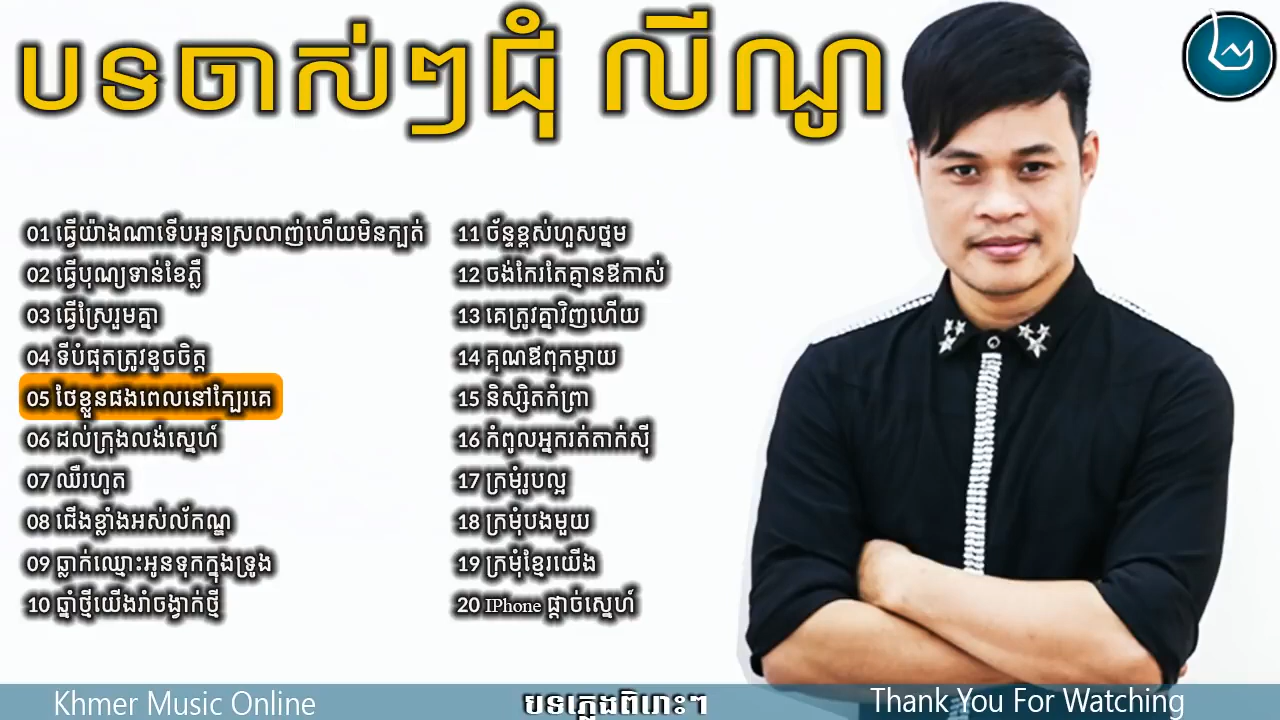 បទចាស់ៗជុំ លីណូ
01 ធ្វើយ៉ាងណាទើបអូនស្រលាញ់ហើយមិនក្បត់
02 ធ្វើបុណ្យទាន់ខែភ្លឺ
03 ធ្វើស្រែរួមគ្នា
04 ទីបំផុតត្រូវខូចចិត្ត
05 ថែខ្លួនផងពេលនៅក្បែរគេ
06 ដល់ក្រុងលង់ស្នេហ៍
07 ឈឺរហូត
08 ជើងខ្លាំងអស់ល័កណ្ឌ
09 ឆ្លាក់ឈ្មោះអូនទុកក្នុងទ្រូង
10 ឆ្នាំថ្មីយើងរាំចង្វាក់ថ្មី
11 ច័ន្ទខ្ពស់ហួសថ្នម
12 ចង់កែរតែគ្មានឪកាស់
13 គេត្រូវគ្នាវិញហើយ
14 គុណឪពុកម្តាយ
15 និស្សិតកំព្រា
16 កំពូលអ្នករត់តាក់ស៊ី
17 ក្រមុំរូបល្អ
18 ក្រមុំបងមួយ
19 ក្រមុំខ្មែរយើង
20 IPhone ផ្តាច់ស្នេហ៍
Khmer Music Online
បទភ្លេងពិរោះៗ
Thank You For Watching